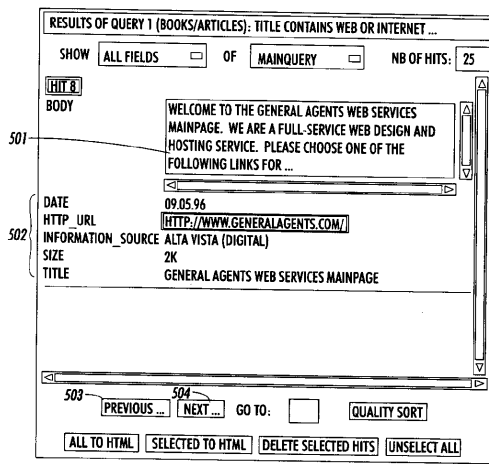 RESULTS OF QUERY 1 (BOOKS/ARTICLES): TITLE CONTAINS WEB OR INTERNET ...
SHOW ALL FIELDS OF MAINQUERY NB OF HITS: 25
HIT 8
BODY
WELCOME TO THE GENERAL AGENTS WEB SERVICES
MAINPAGE. WE ARE A FULL-SERVICE WEB DESIGN AND
501
HOSTING SERVICE. PLEASE CHOOSE ONE OF THE
FOLLOWING LINKS FOR ...
DATE 09.05.96
HTTP_URL HTTP://WWW.GENERALAGENTS.COM/
502
INFORMATION_SOURCE ALTA VISTA (DIGITAL)
SIZE 2K
TITLE GENERAL AGENTS WEB SERVICES MAINPAGE
503 504
PREVIOUS ... NEXT ... GO TO: QUALITY SORT
ALL TO HTML SELECTED TO HTML DELETE SELECTED HITS UNSELECT ALL